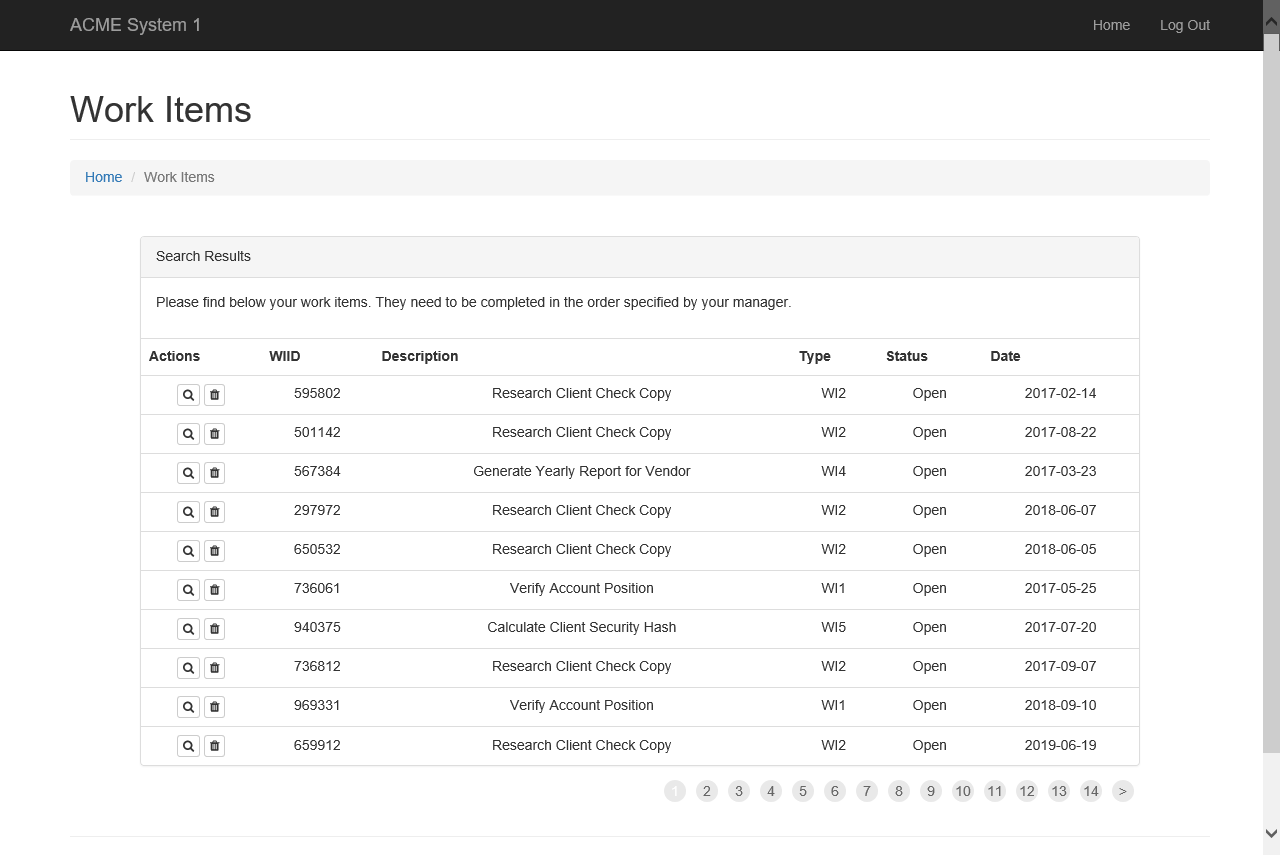 ACME System 1 Home Log Out
Work Items
Home / Work Items
Search Results
Please find below your work items. They need to be completed in the order specified by your manager.
Actions WIID Description Type Status Date
595802 Research Client Check Copy WI2 Open 2017-02-14
501142 Research Client Check Copy WI2 Open 2017-08-22
567384 Generate Yearly Report for Vendor WI4 Open 2017-03-23
297972 Research Client Check Copy WI2 Open 2018-06-07
650532 Research Client Check Copy WI2 Open 2018-06-05
736061 Verify Account Position WI1 Open 2017-05-25
940375 Calculate Client Security Hash WI5 Open 2017-07-20
736812 Research Client Check Copy WI2 Open 2017-09-07
969331 Verify Account Position WI1 Open 2018-09-10
659912 Research Client Check Copy WI2 Open 2019-06-19
1 2 3 4 5 6 7 8 9 10 11 12 13 14 >